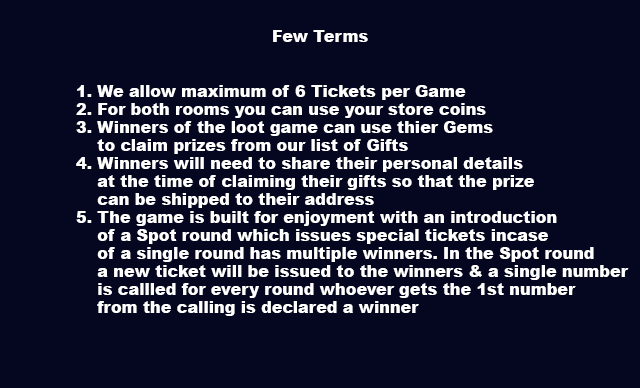 Few Terms
1. We allow maximum of 6 Tickets per Game
2. For both rooms you can use your store coins
3. Winners of the loot game can use thier Gems
to claim prizes from our list of Gifts
4. Winners will need to share their personal details
at the time of claiming their gifts so that the prize
can be shipped to their address
5. The game is built for enjoyment with an introduction
of a Spot round which issues special tickets incase
of a single round has multiple winners. In the Spot round
a new ticket will be issued to the winners & a single number
is callled for every round whoever gets the 1st number
from the calling is declared a winner